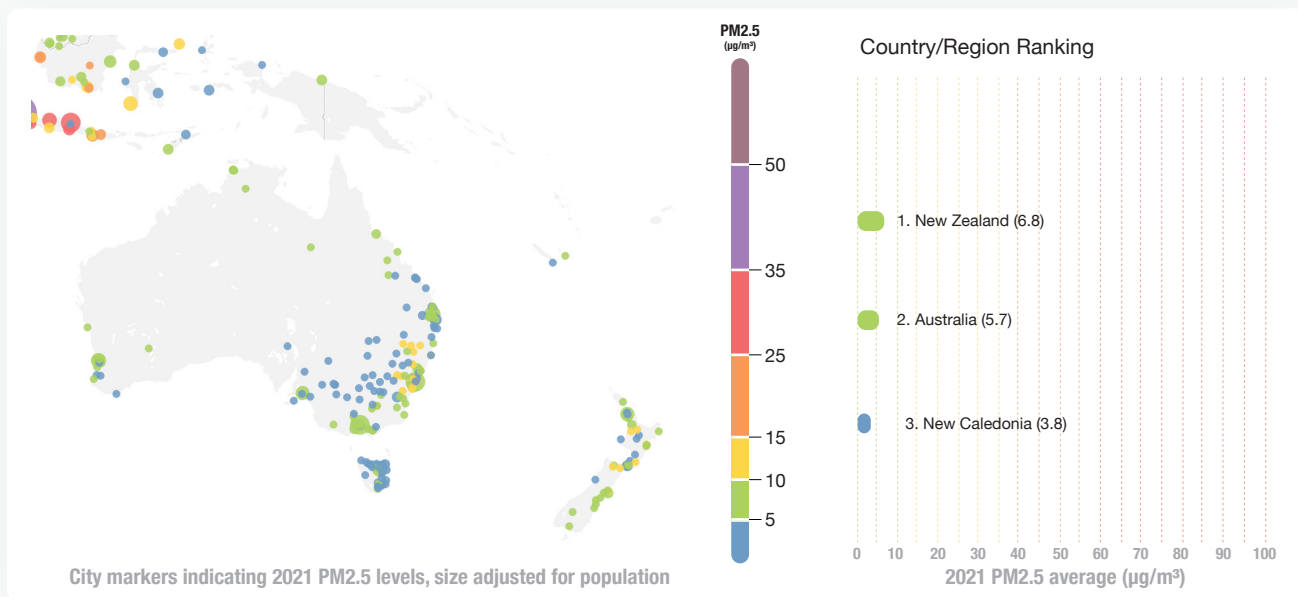 PM2.5
(µg/m³)
50
35
25
15
10
5
City markers indicating 2021 PM2.5 levels, size adjusted for population
Country/Region Ranking
1. New Zealand (6.8)
2. Australia (5.7)
3. New Caledonia (3.8)
0 10 20 30 40 50 60 70 80 90 100
2021 PM2.5 average (µg/m³)